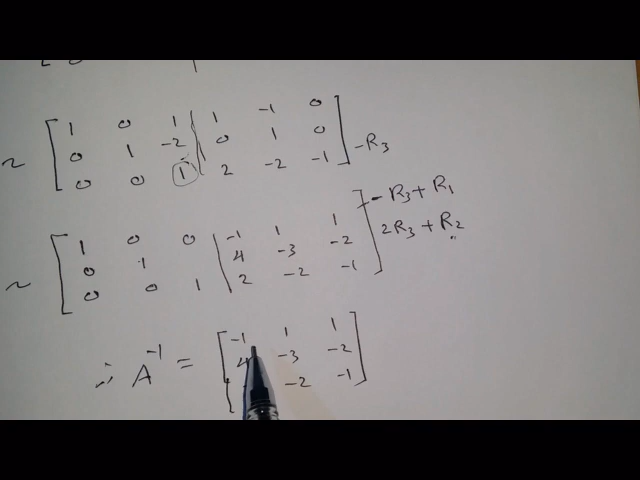 1 0 1 | 1 -1 0
~ 0 1 -2 | 0 1 0
0 0 1 | 2 -2 -1 -R3
1 0 0 | -1 1 1 -R3 + R1
0 1 | 4 -3 -2 2R3 + R2
~ 0 0 1 | 2 -2 -1
-1 1 1
∴ A^-1 = 4 -3 -2
-2 -1